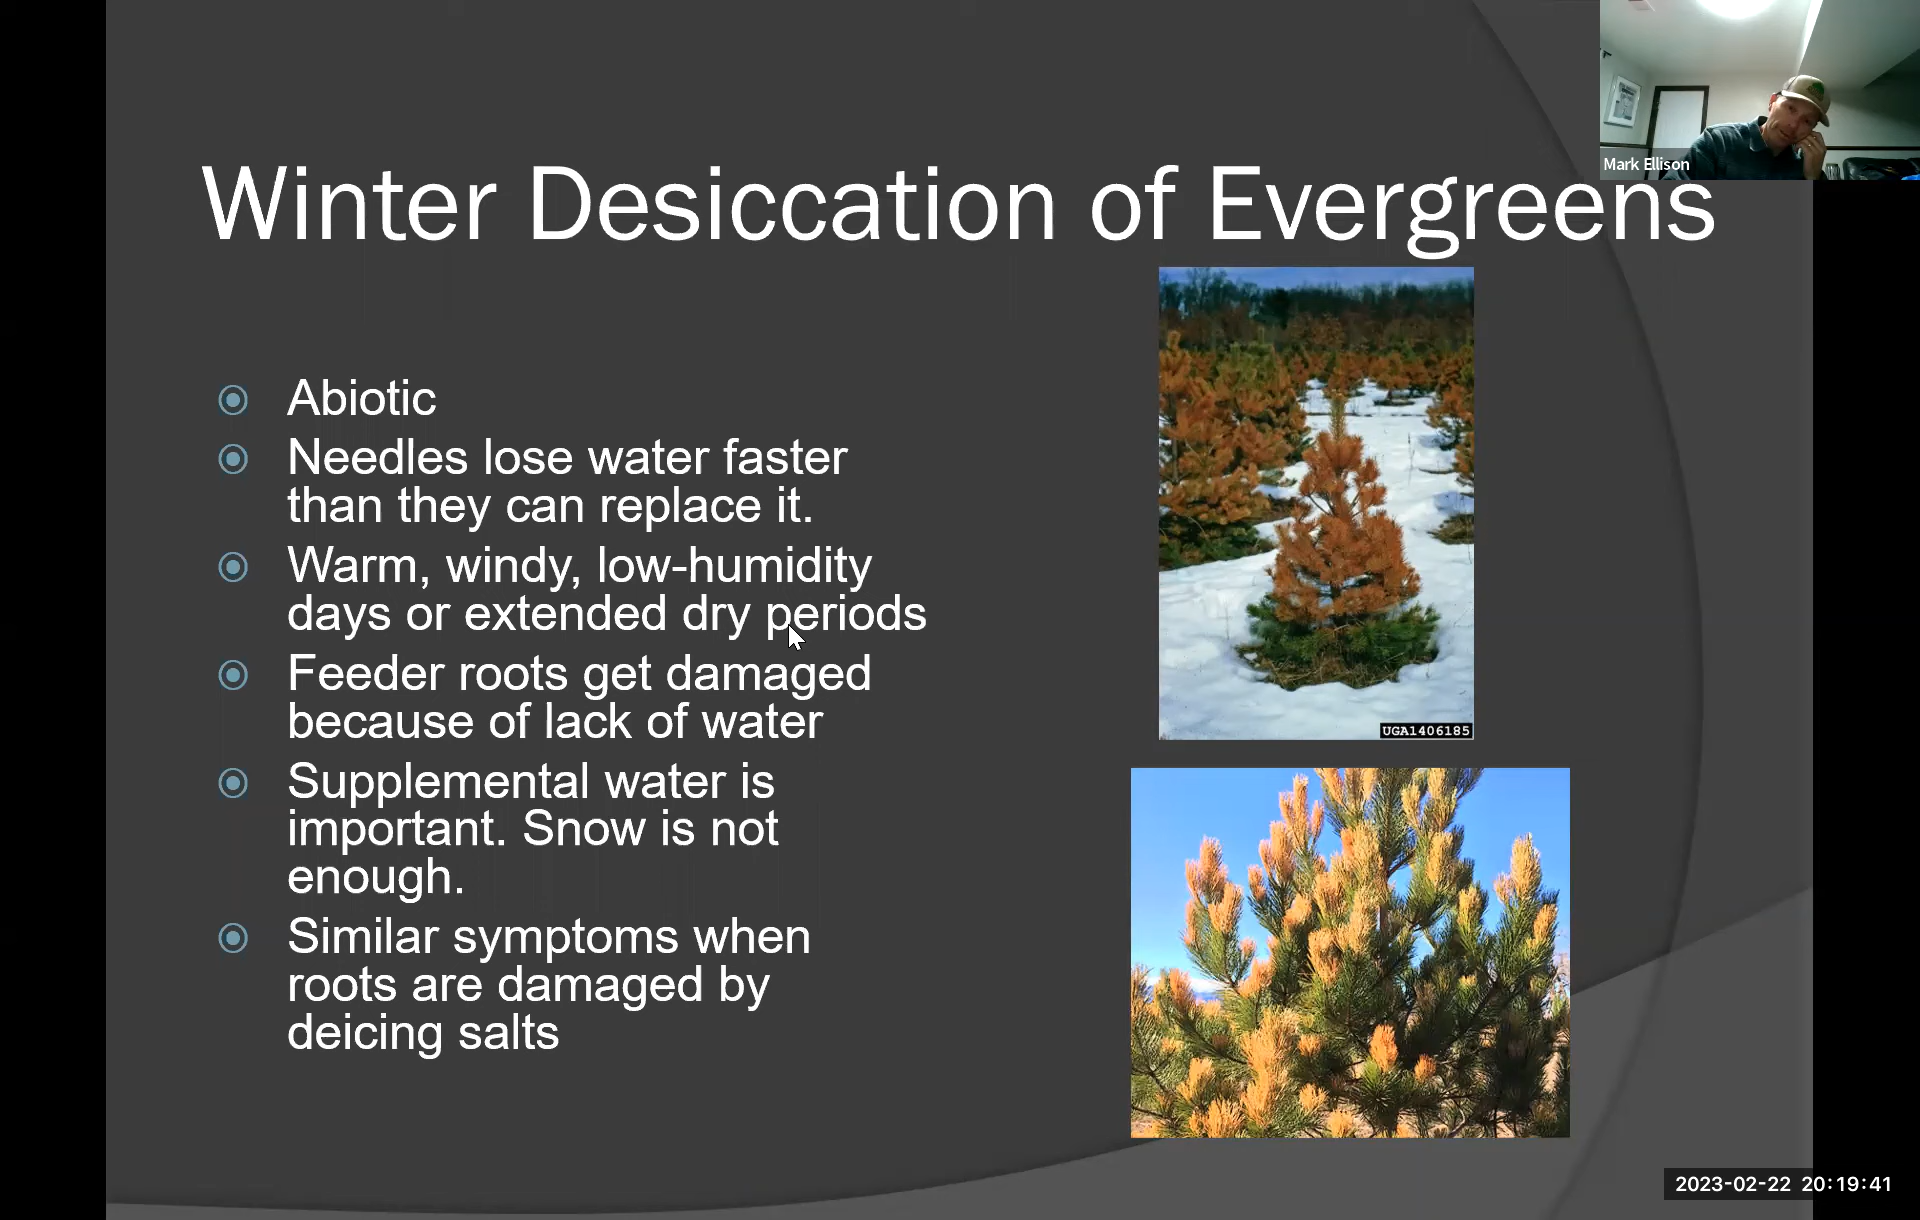 Mark Ellison
Winter Desiccation of Evergreens
Abiotic
Needles lose water faster
than they can replace it.
Warm, windy, low-humidity
days or extended dry periods
Feeder roots get damaged
because of lack of water
Supplemental water is
important. Snow is not
enough.
Similar symptoms when
roots are damaged by
deicing salts
UGA1406185
2023-02-22 20:19:41